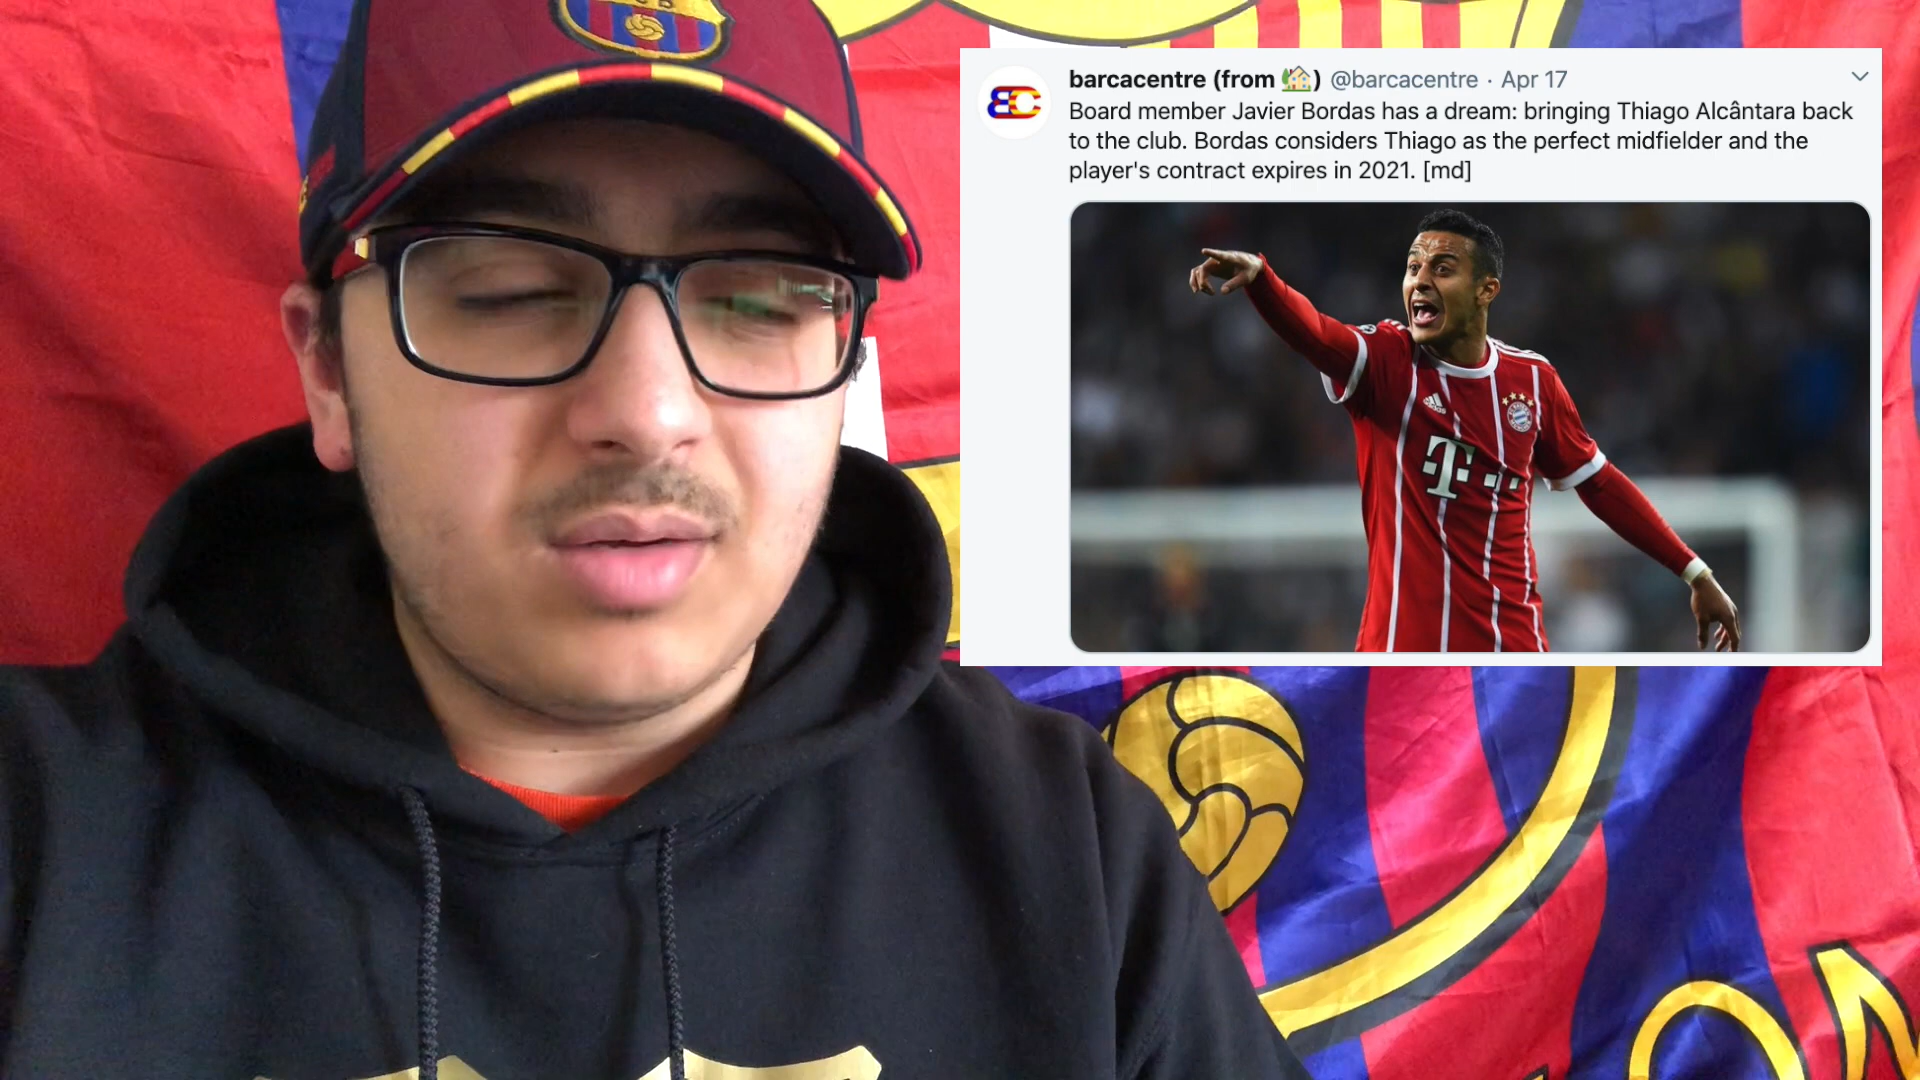 barcacentre (from 🏡) @barcacentre · Apr 17
Board member Javier Bordas has a dream: bringing Thiago Alcântara back
to the club. Bordas considers Thiago as the perfect midfielder and the
player's contract expires in 2021. [md]
adidas
T